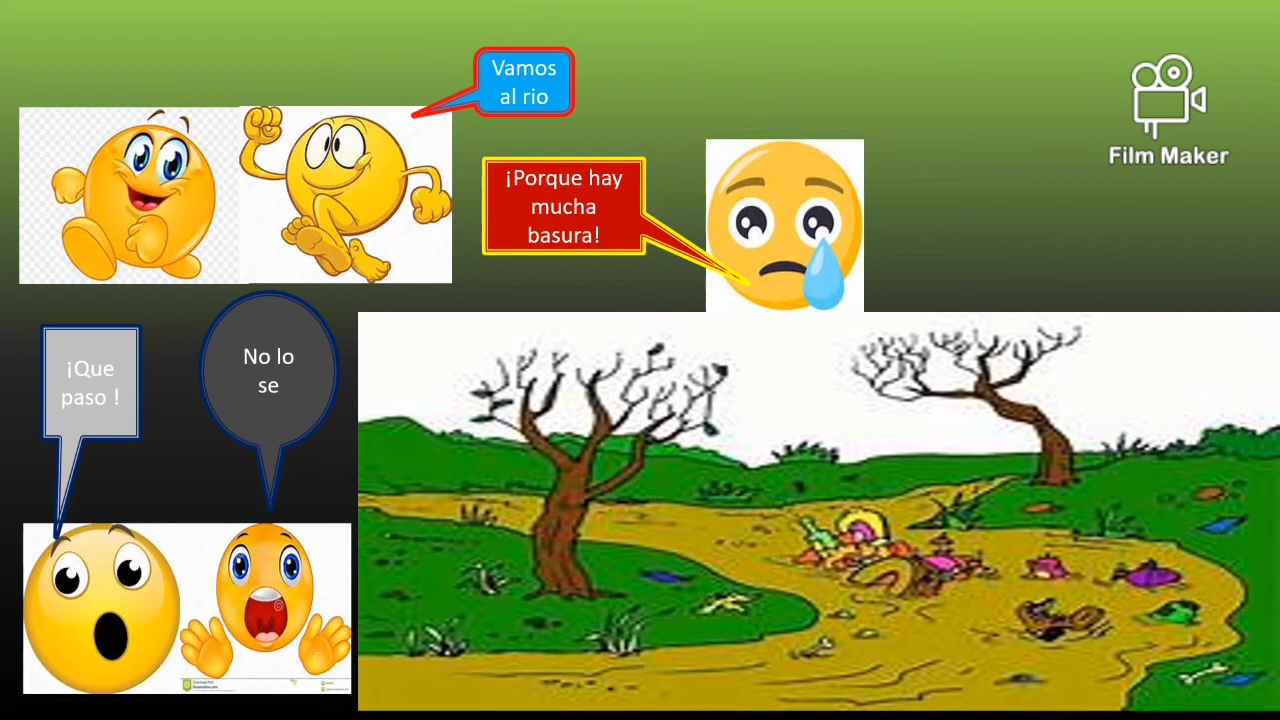 Vamos
al rio
Film Maker
¡Porque hay
mucha
basura!
¡Que
paso !
No lo
se